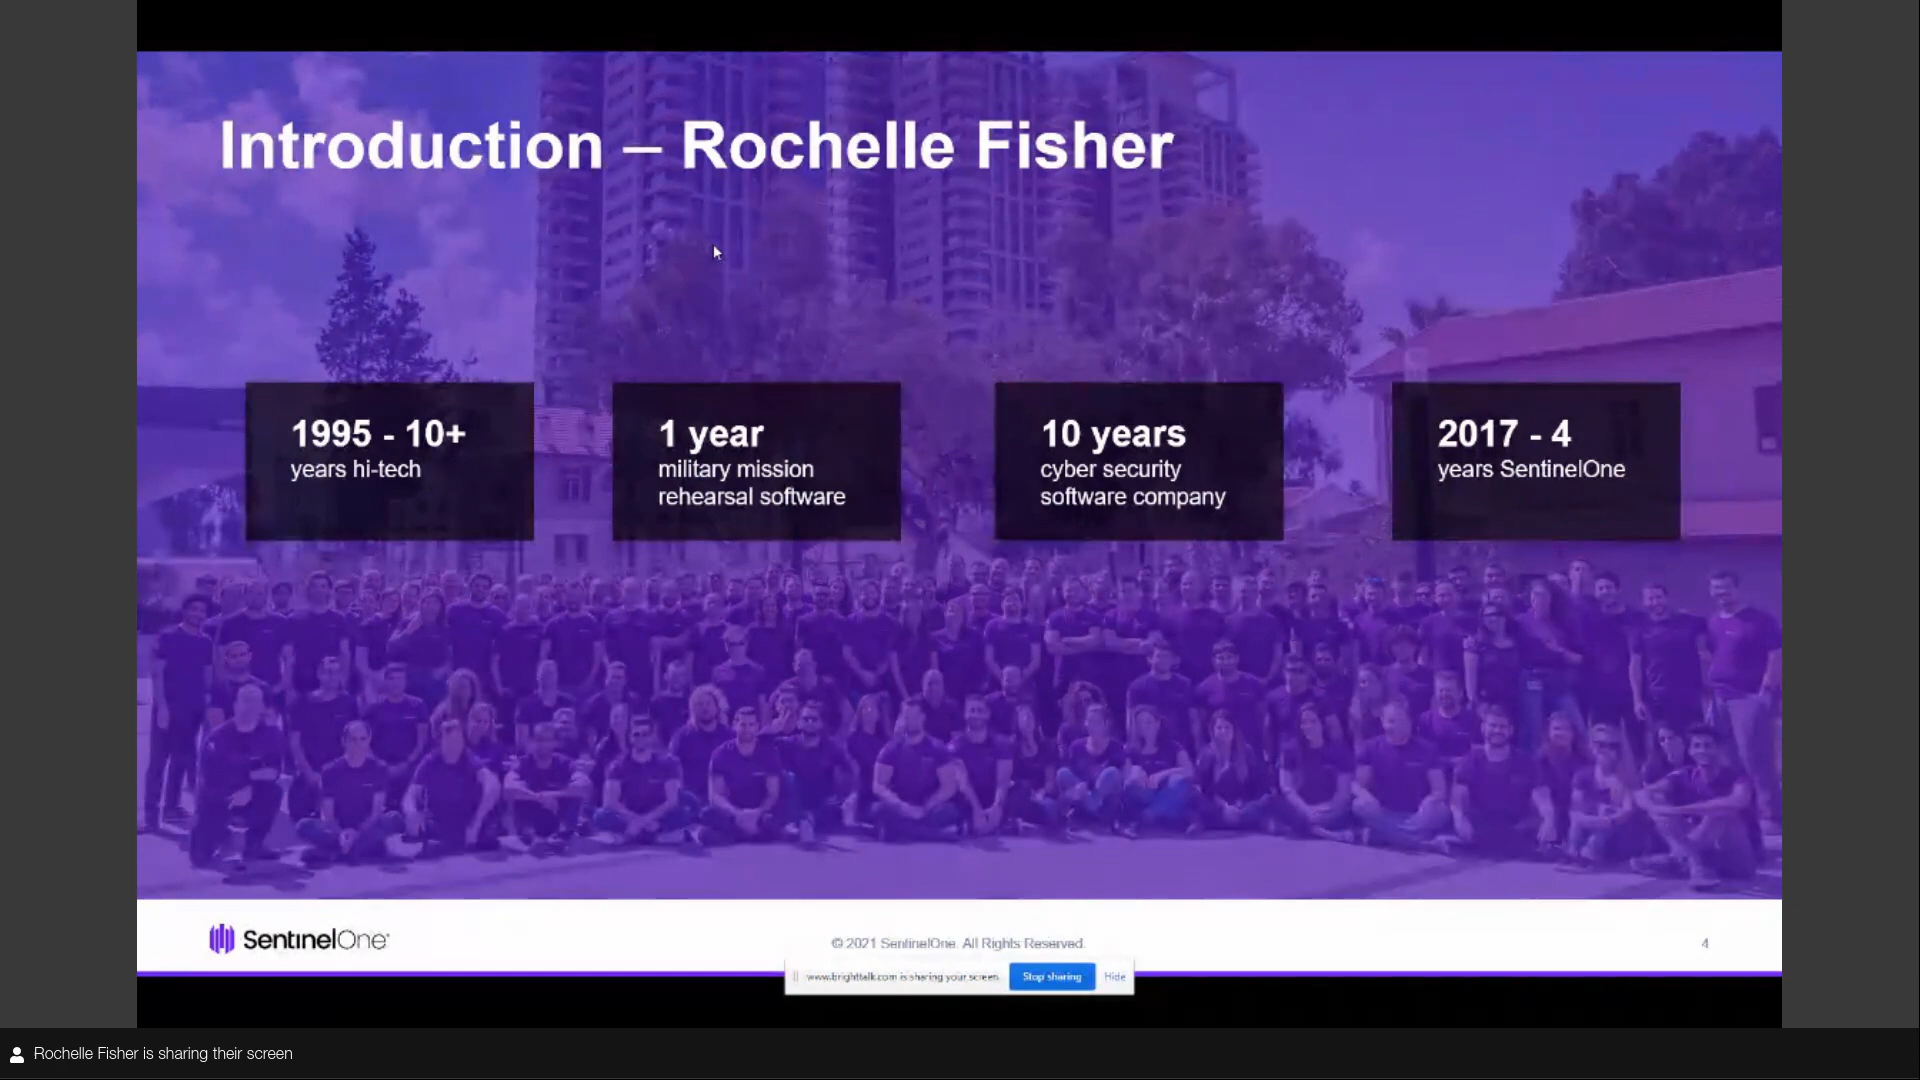 Introduction – Rochelle Fisher
1995 - 10+
years hi-tech
1 year
military mission
rehearsal software
10 years
cyber security
software company
2017 - 4
years SentinelOne
SentinelOne
© 2021 SentinelOne. All Rights Reserved.
4
www.brighttalk.com is sharing your screen. Stop sharing Hide
Rochelle Fisher is sharing their screen